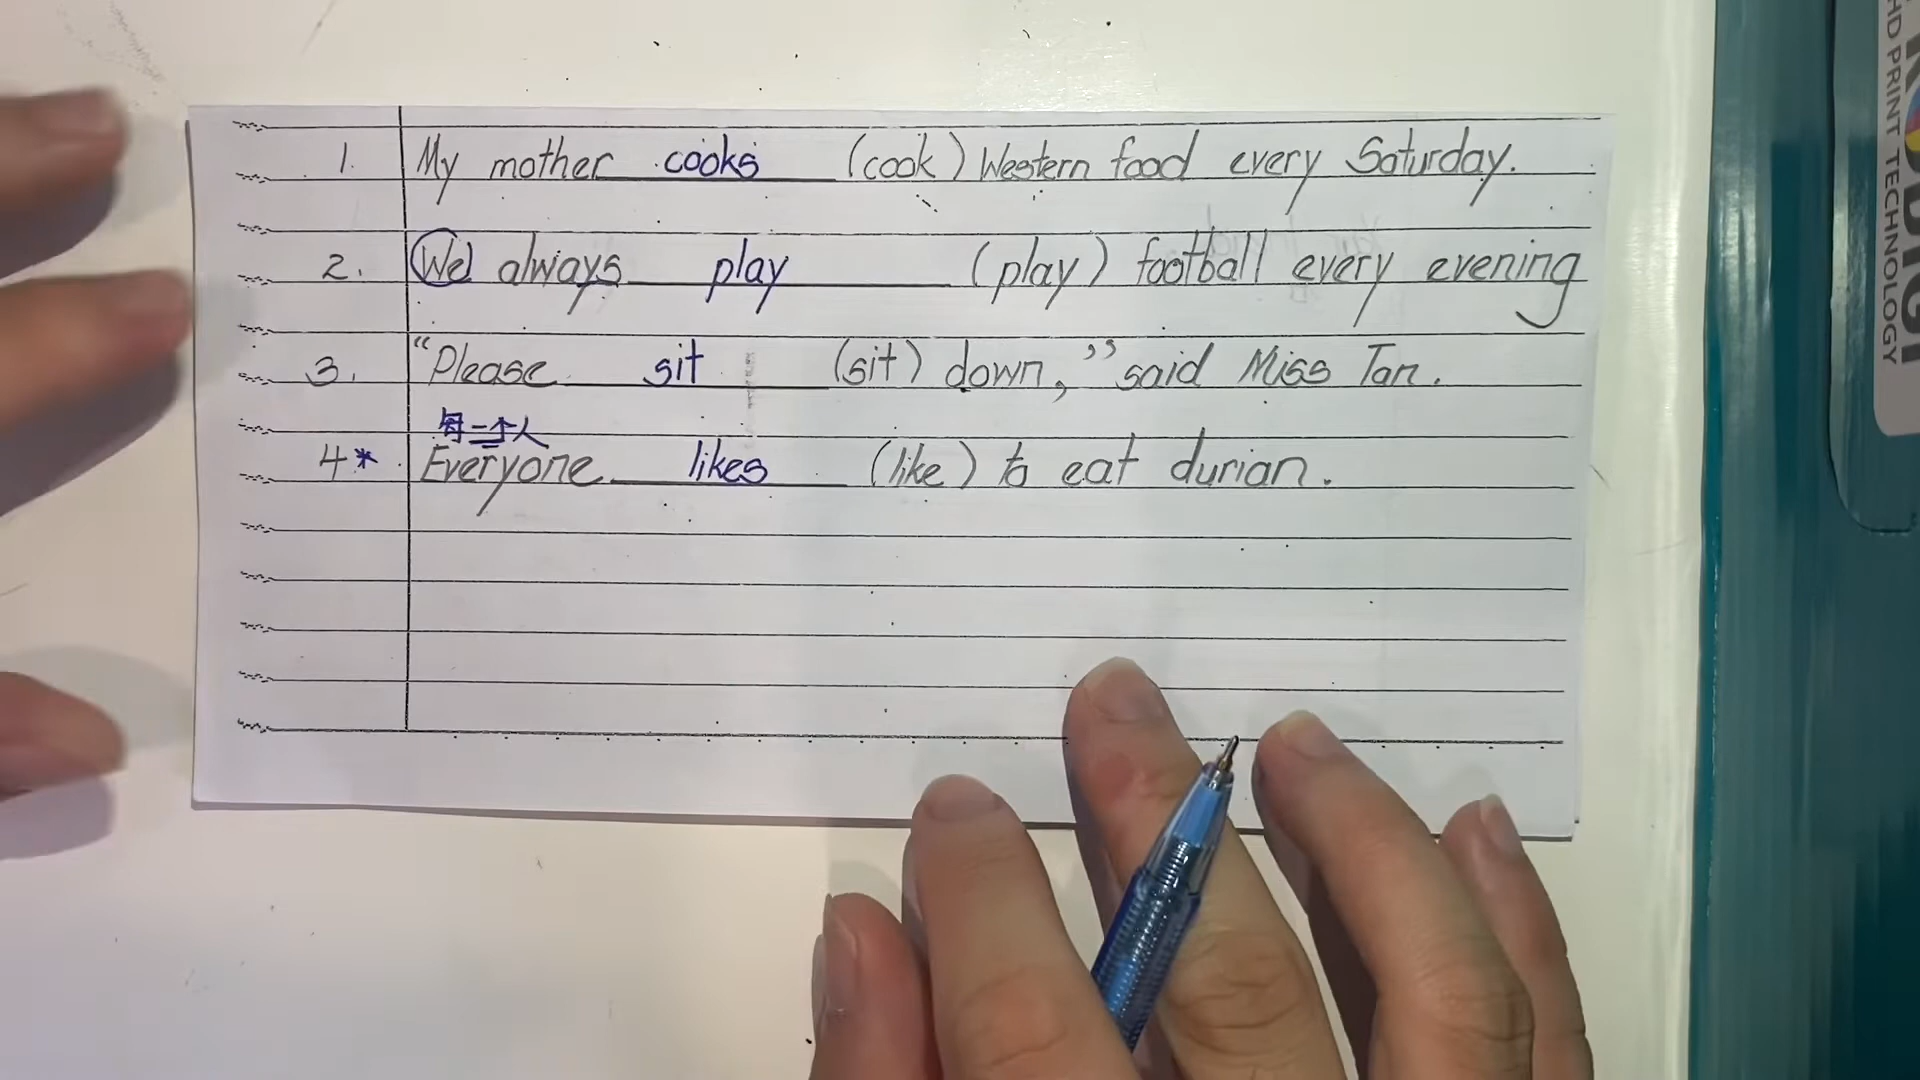 1. My mother cooks (cook) Western food every Saturday.
2. We always play (play) football every evening
3. "Please sit (sit) down," said Miss Tan.
每一个人
4* Everyone likes (like) to eat durian.
HD PRINT TECHNOLOGY